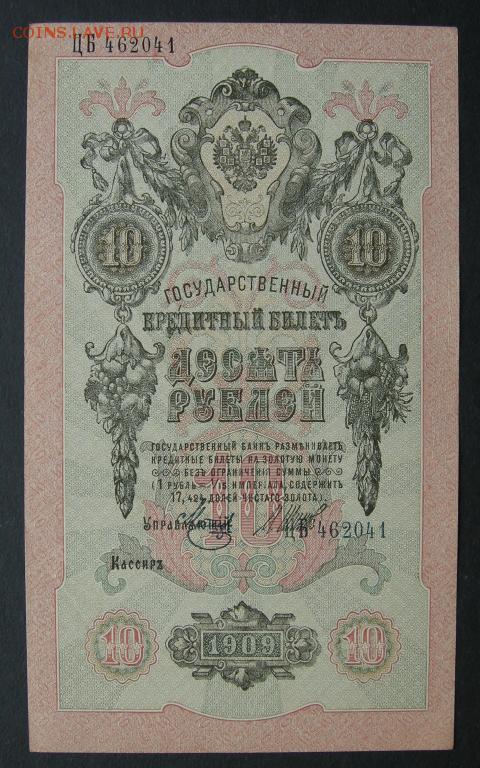 COINS.LAVE.RU
ЦБ 462041
10 10
ГОСУДАРСТВЕННЫЙ
КРЕДИТНЫЙ БИЛЕТЪ
ДЕСЯТЬ
РУБЛЕЙ
ГОСУДАРСТВЕННЫЙ БАНКЪ РАЗМѢНИВАЕТЪ
КРЕДИТНЫЕ БИЛЕТЫ НА ЗОЛОТУЮ МОНЕТУ
БЕЗЪ ОГРАНИЧЕНІЯ СУММЫ
(1 РУБЛЬ = 1/15 ИМПЕРІАЛА, СОДЕРЖИТЪ
17,424 ДОЛЕЙ ЧИСТАГО ЗОЛОТА).
10
Управляющій
ЦБ 462041
Кассиръ
10 1909 10